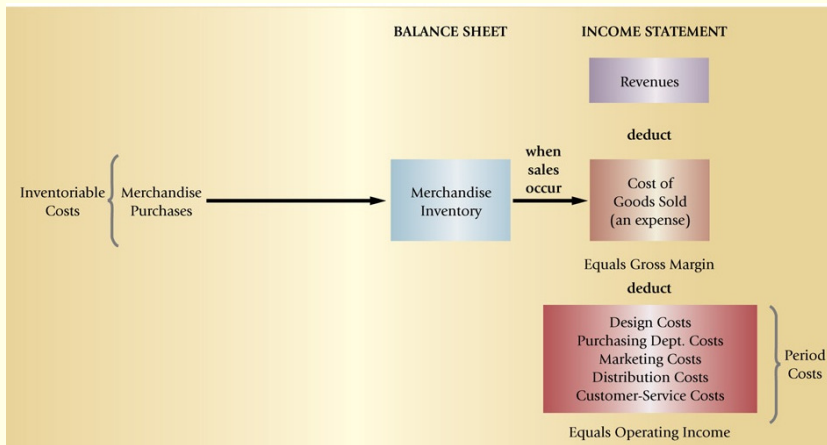 BALANCE SHEET
INCOME STATEMENT
Revenues
deduct
Inventoriable
Costs
Merchandise
Purchases
Merchandise
Inventory
when
sales
occur
Cost of
Goods Sold
(an expense)
Equals Gross Margin
deduct
Design Costs
Purchasing Dept. Costs
Marketing Costs
Distribution Costs
Customer-Service Costs
Period
Costs
Equals Operating Income